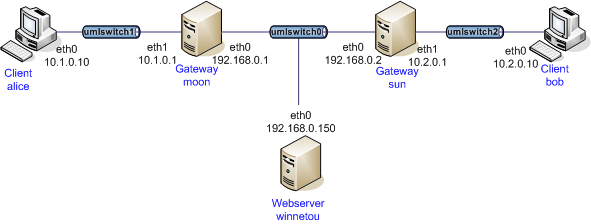 umlswitch1
umlswitch0
umlswitch2
eth0
10.1.0.10
eth1
10.1.0.1
eth0
192.168.0.1
eth0
192.168.0.2
eth1
10.2.0.1
eth0
10.2.0.10
Client
alice
Gateway
moon
Gateway
sun
Client
bob
eth0
192.168.0.150
Webserver
winnetou